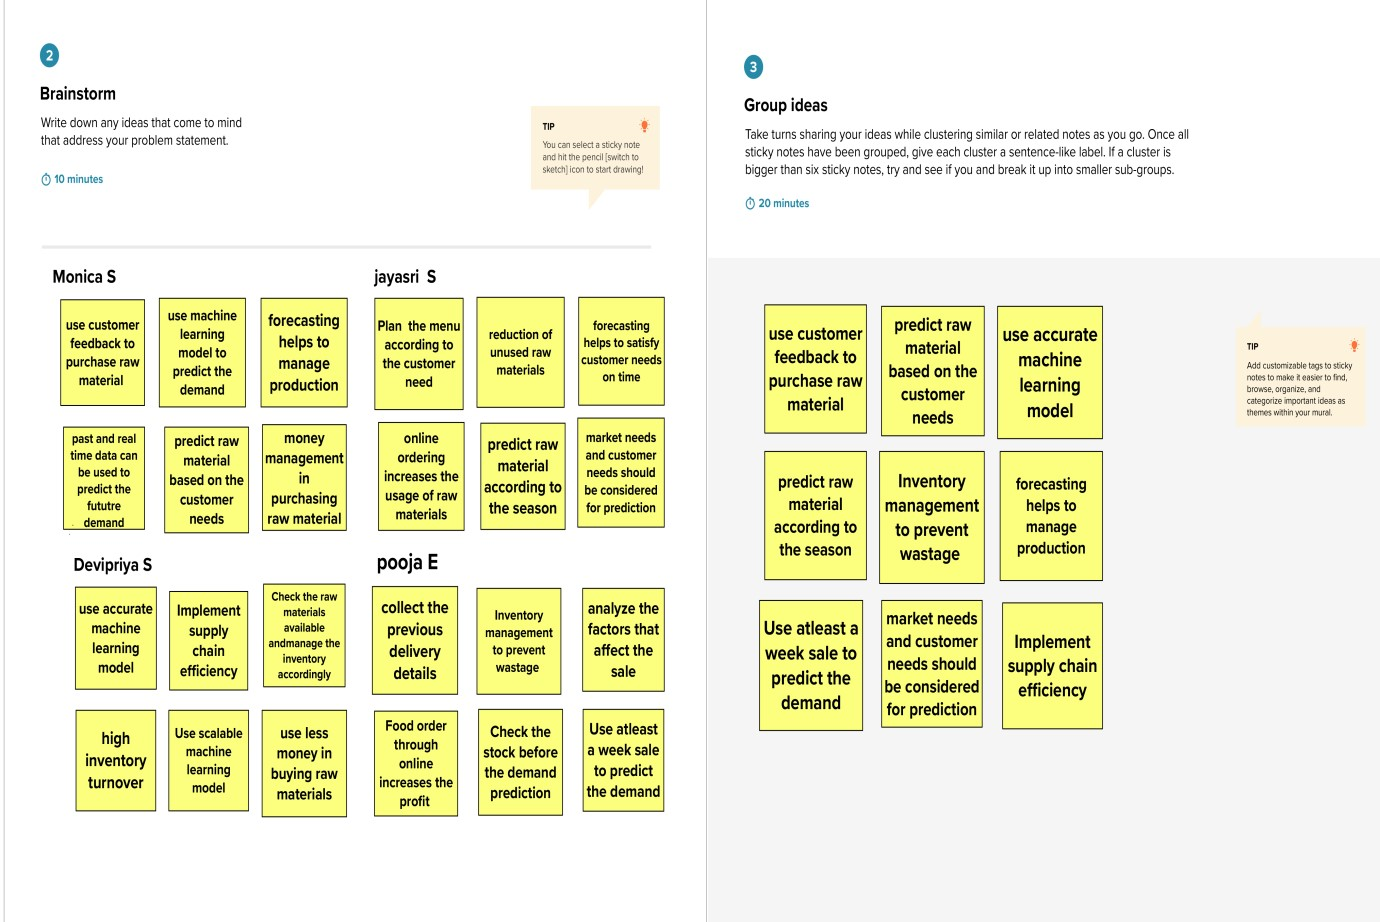 2
Brainstorm
Write down any ideas that come to mind
that address your problem statement.
10 minutes
TIP
You can select a sticky note
and hit the pencil [switch to
sketch] icon to start drawing!
Monica S
use customer
feedback to
purchase raw
material
use machine
learning
model to
predict the
demand
forecasting
helps to
manage
production
past and real
time data can
be used to
predict the
fututre
demand
predict raw
material
based on the
customer
needs
money
management
in
purchasing
raw material
jayasri  S
Plan  the menu
according to
the customer
need
reduction of
unused raw
materials
forecasting
helps to satisfy
customer needs
on time
online
ordering
increases the
usage of raw
materials
predict raw
material
according to
the season
market needs
and customer
needs should
be considered
for prediction
Devipriya S
use accurate
machine
learning
model
Implement
supply
chain
efficiency
Check the raw
materials
available
andmanage the
inventory
accordingly
high
inventory
turnover
Use scalable
machine
learning
model
use less
money in
buying raw
materials
pooja E
collect the
previous
delivery
details
Inventory
management
to prevent
wastage
analyze the
factors that
affect the
sale
Food order
through
online
increases the
profit
Check the
stock before
the demand
prediction
Use atleast
a week sale
to predict
the demand
3
Group ideas
Take turns sharing your ideas while clustering similar or related notes as you go. Once all
sticky notes have been grouped, give each cluster a sentence-like label. If a cluster is
bigger than six sticky notes, try and see if you and break it up into smaller sub-groups.
20 minutes
use customer
feedback to
purchase raw
material
predict raw
material
based on the
customer
needs
use accurate
machine
learning
model
predict raw
material
according to
the season
Inventory
management
to prevent
wastage
forecasting
helps to
manage
production
Use atleast a
week sale to
predict the
demand
market needs
and customer
needs should
be considered
for prediction
Implement
supply chain
efficiency
TIP
Add customizable tags to sticky
notes to make it easier to find,
browse, organize, and
categorize important ideas as
themes within your mural.